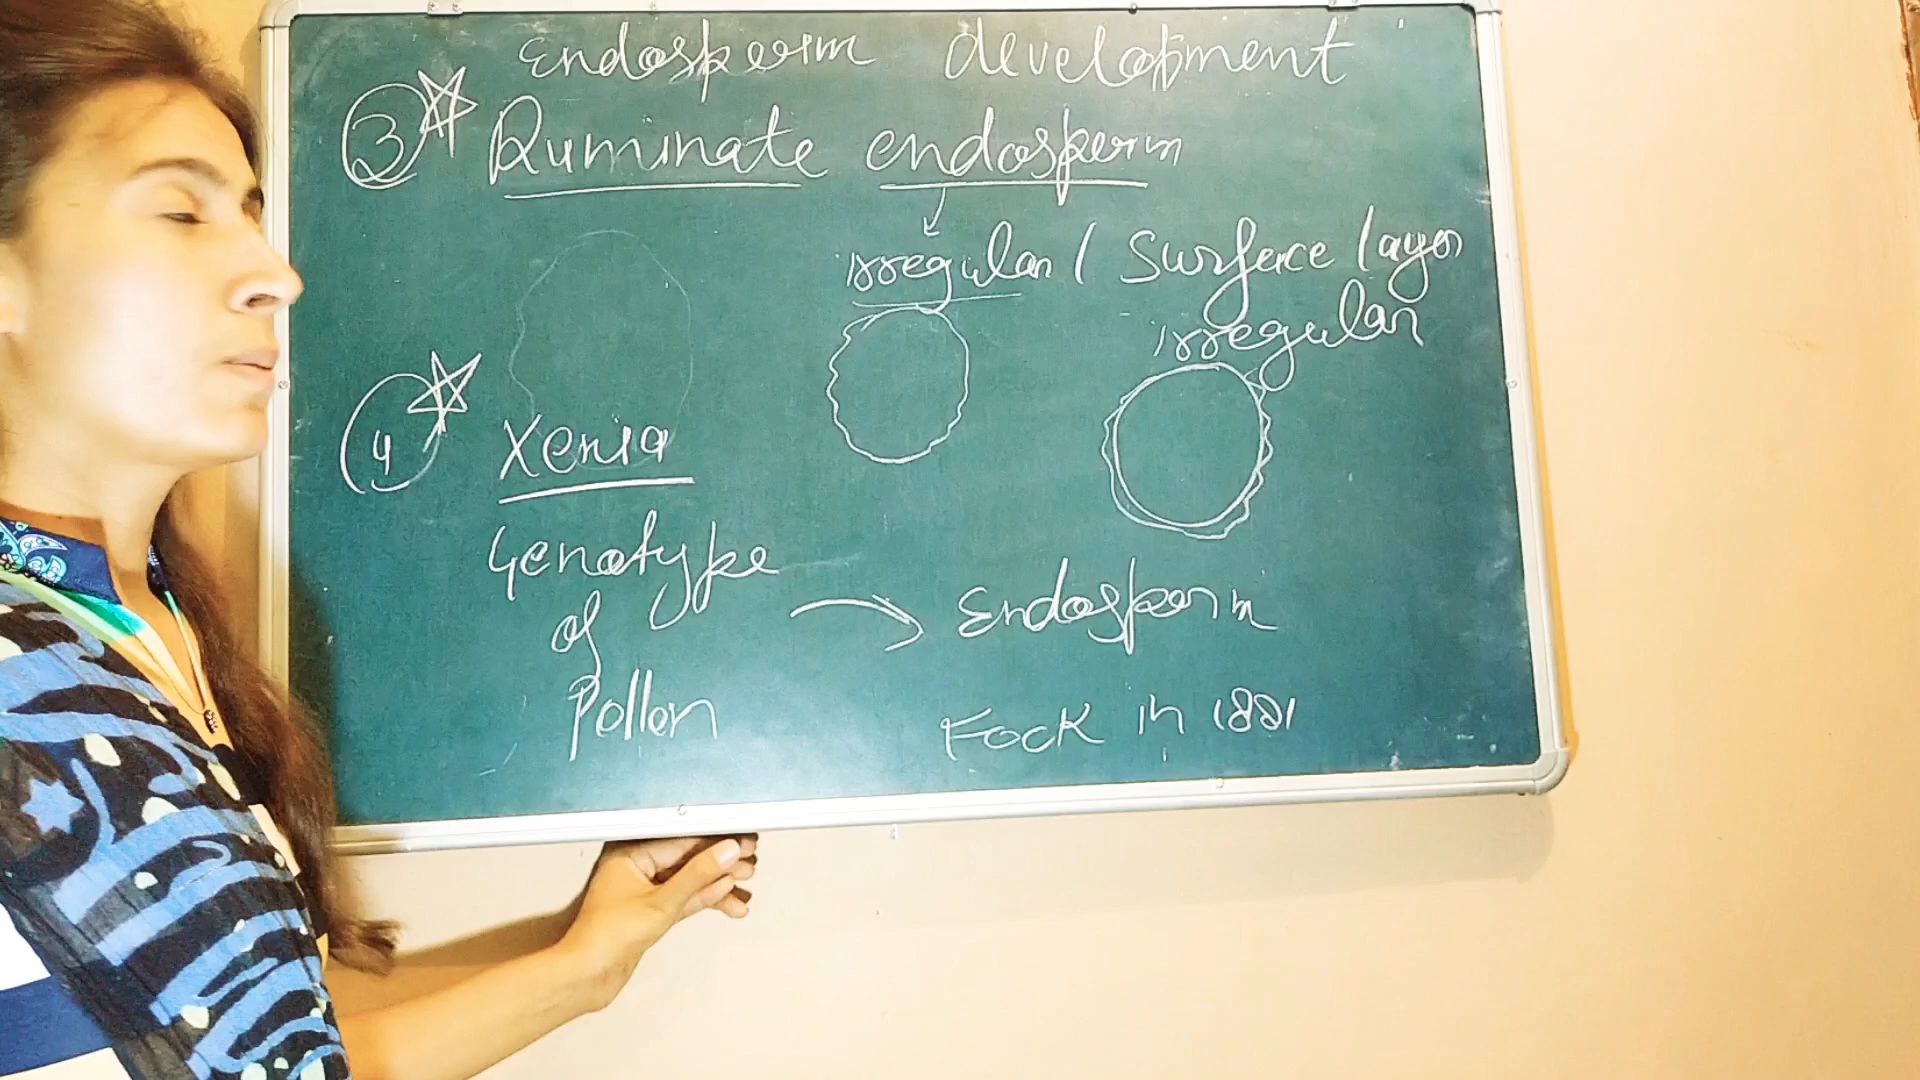 Endosperm development
3 Ruminate endosperm
irregular / Surface layer
irregular
4 Xenia
Genotype
of
Pollen
Endosperm
Fock in 1881